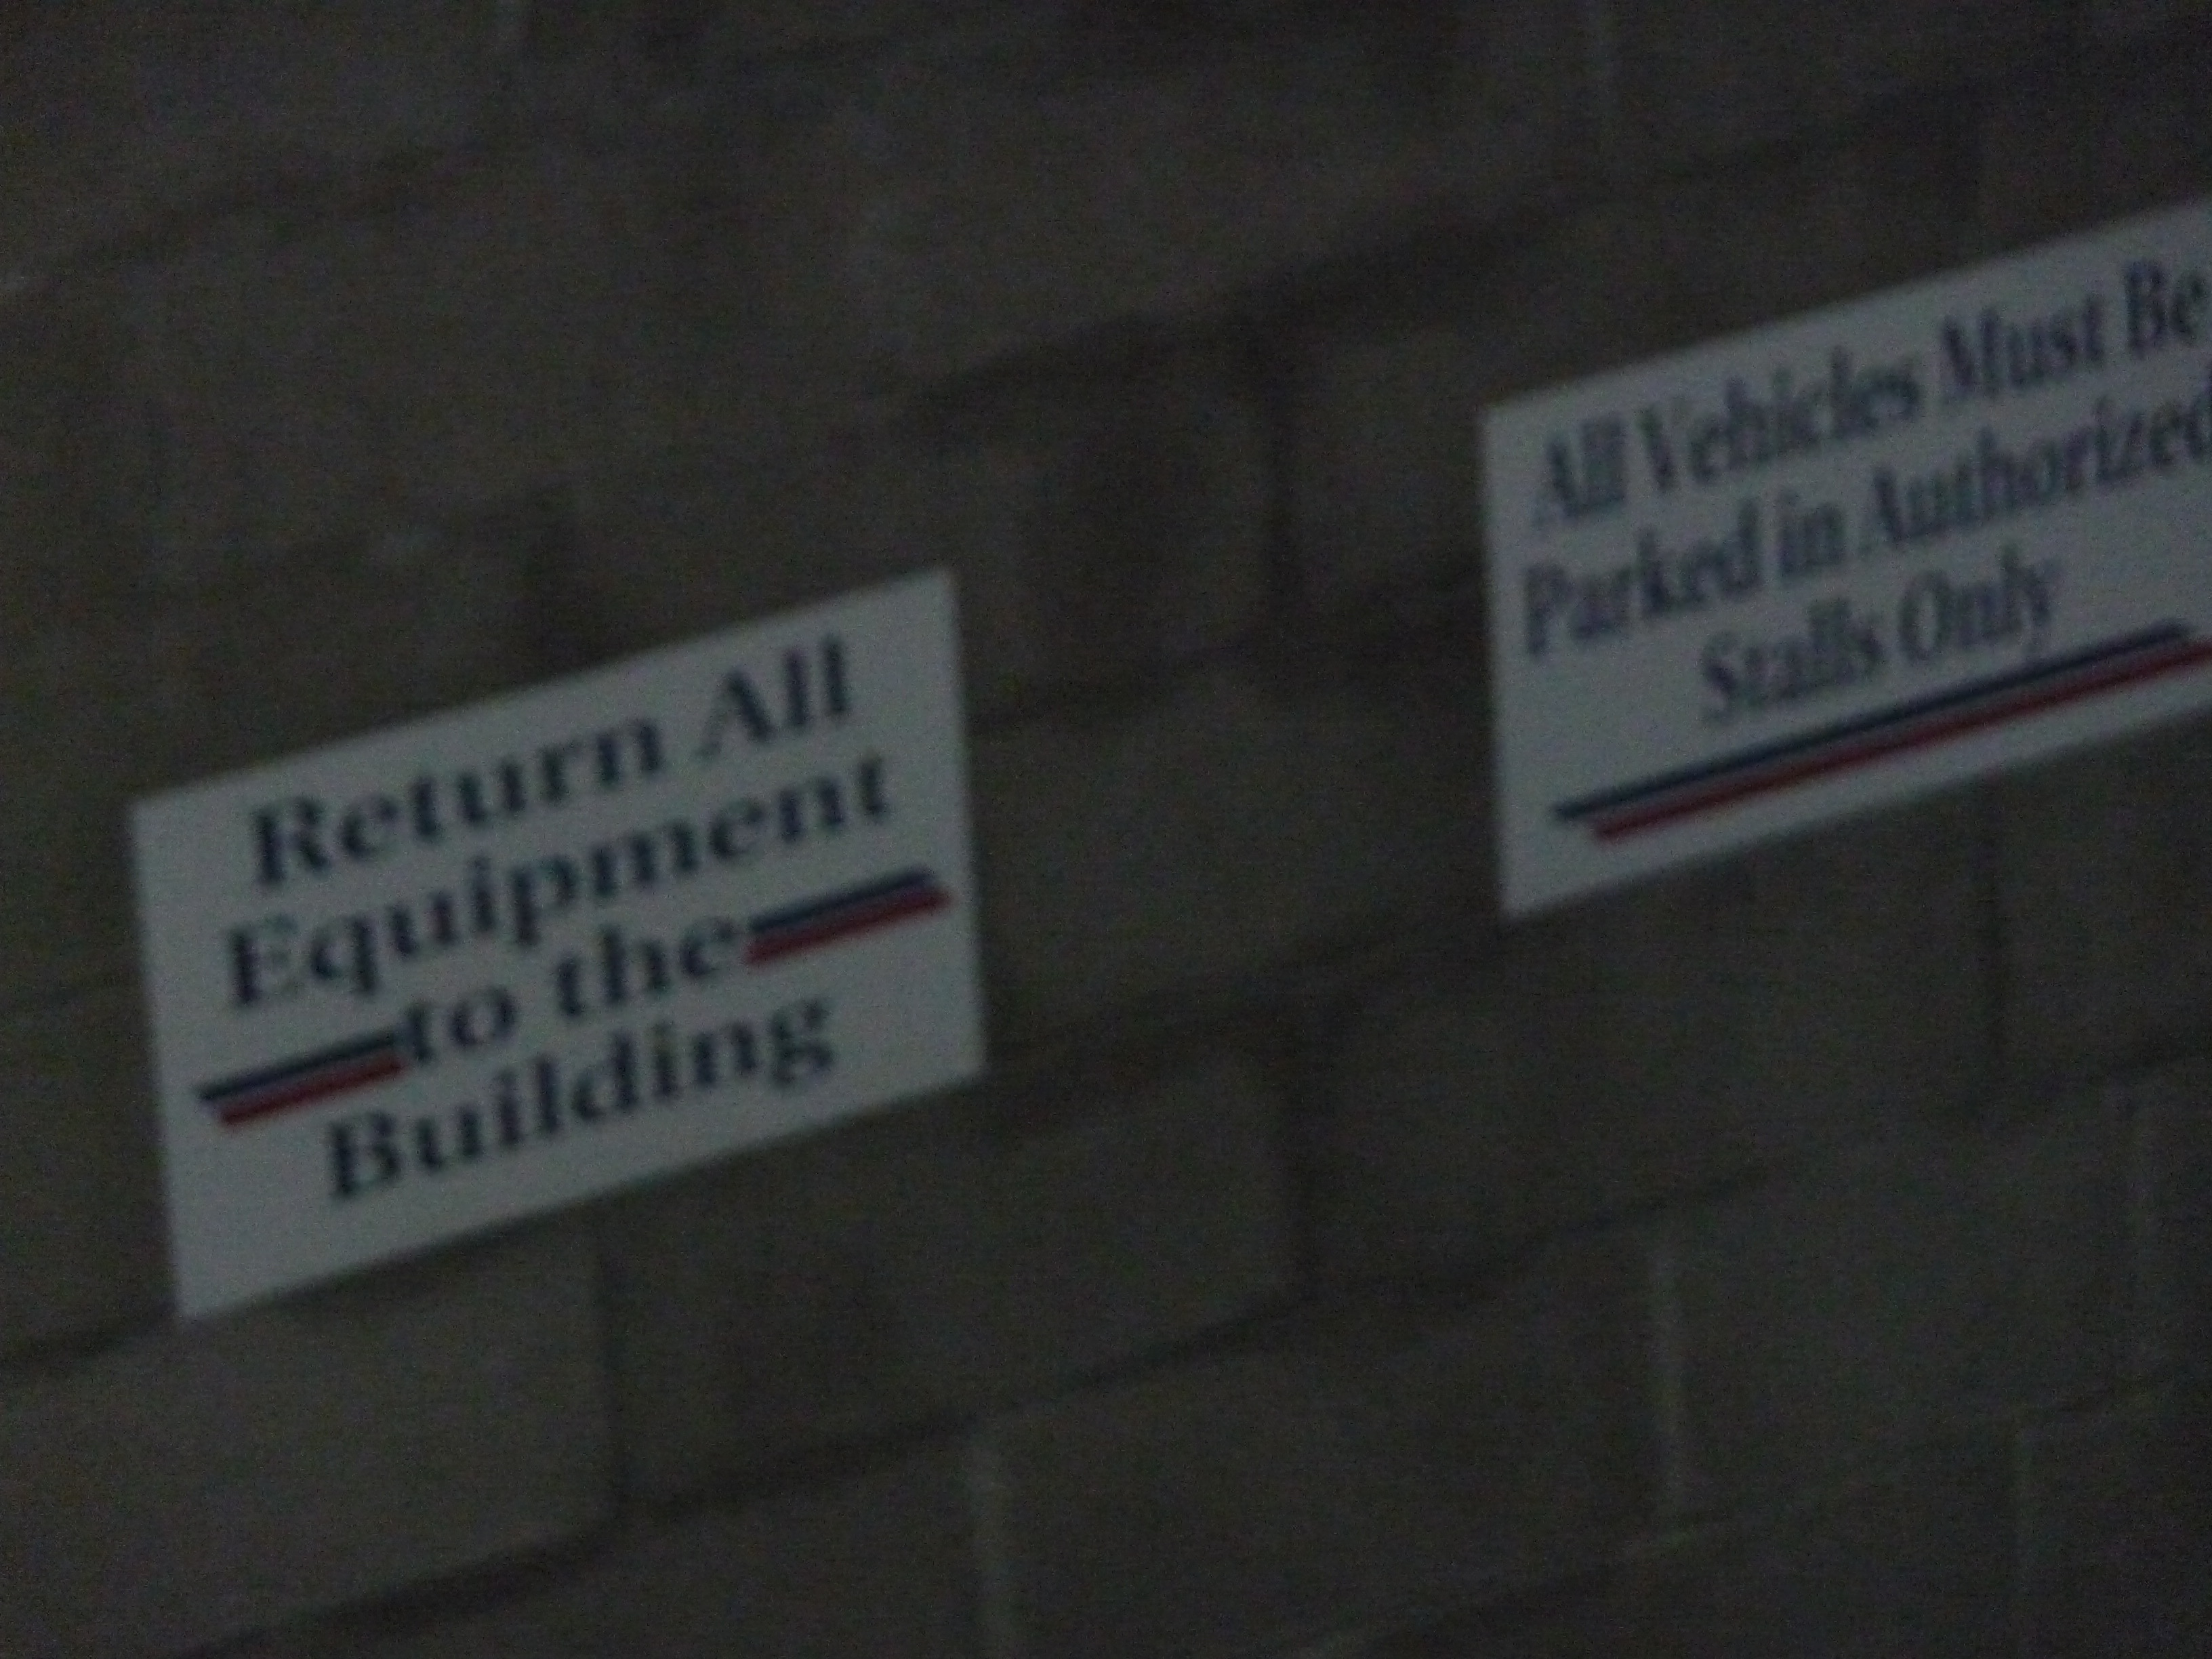 Return All
Equipment
to the
Building
All Vehicles Must Be
Parked in Authorized
Stalls Only